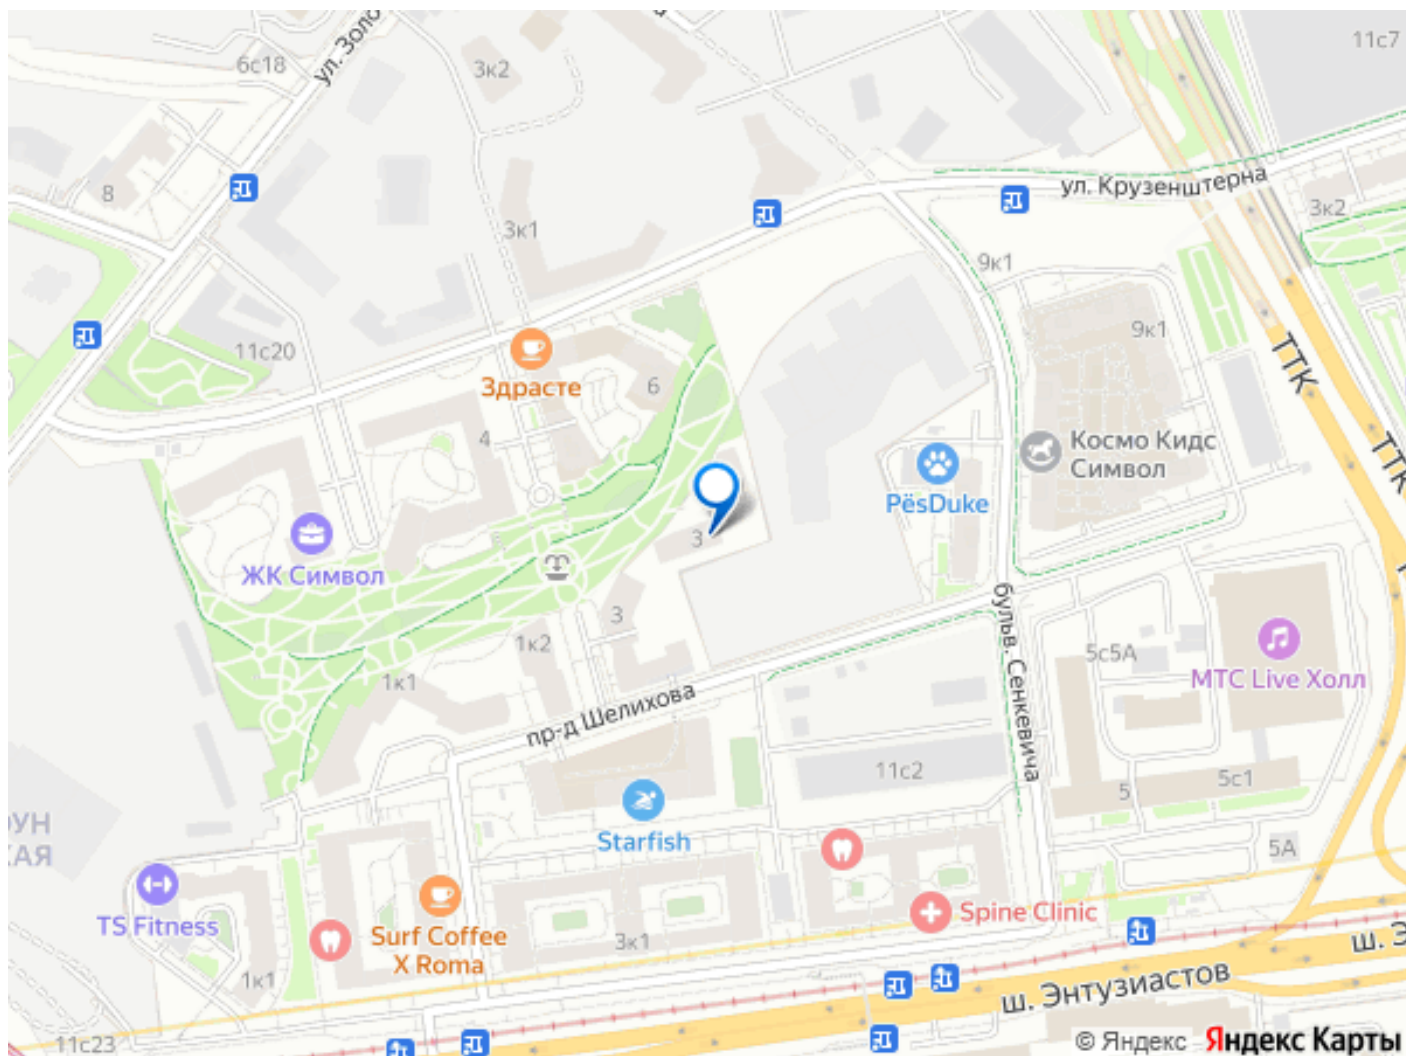 11с7
6с18
ул. Золо
3к2
8
ул. Крузенштерна
3к2
3к1
9к1
9к1
11с20
ТТК
Здрасте
6
4
Космо Кидс
Символ
ТТК
PёsDuke
3
ЖК Символ
3
1к2
бульв. Сенкевича
5с5А
МТС Live Холл
1к1
пр-д Шелихова
11с2
5с1
5
Starfish
УН
КАЯ
5А
TS Fitness
Surf Coffee
X Roma
Spine Clinic
3к1
ш. Э
1к1
ш. Энтузиастов
11с23
© Яндекс Яндекс Карты